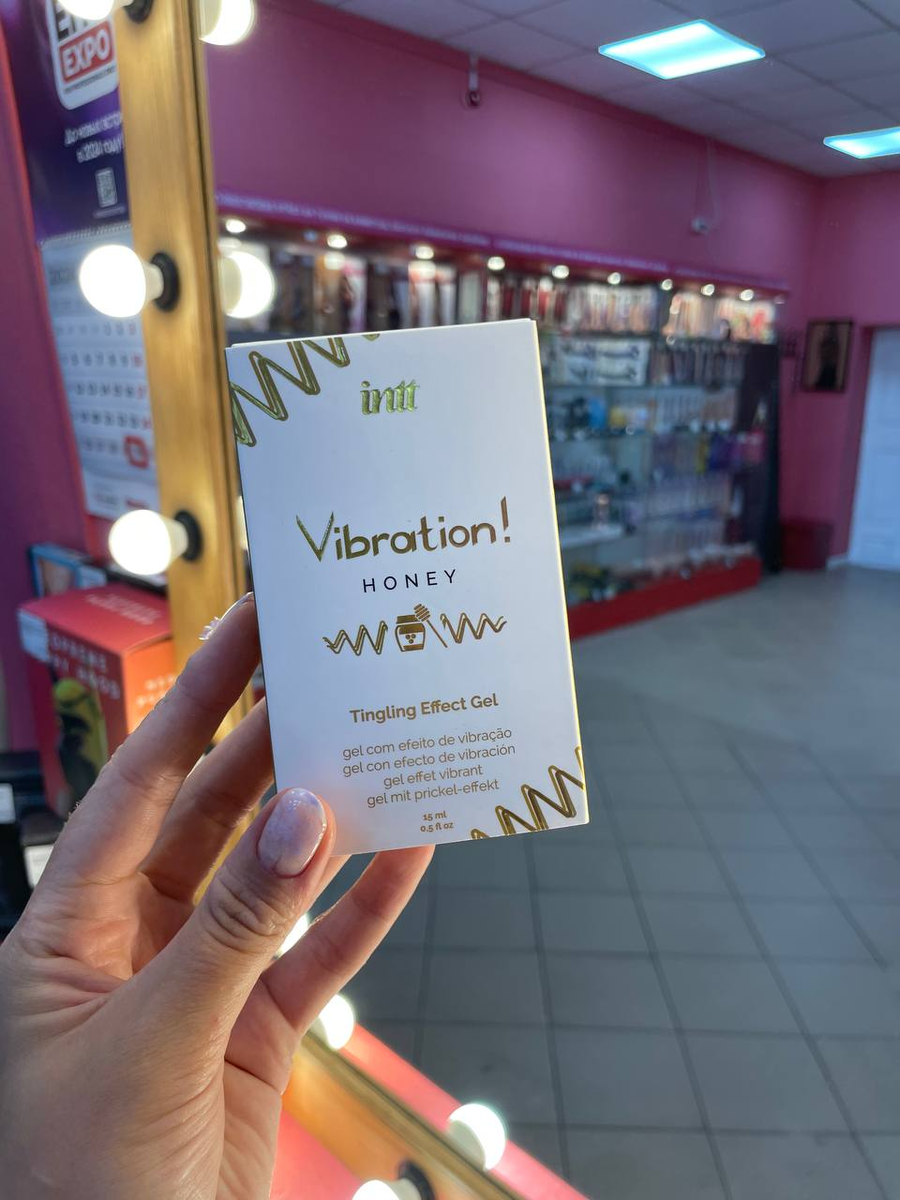 EXPO
intt
Vibration!
HONEY
Tingling Effect Gel
gel com efeito de vibração
gel con efecto de vibración
gel effet vibrant
gel mit prickel-effekt
15 ml
0.5 fl oz